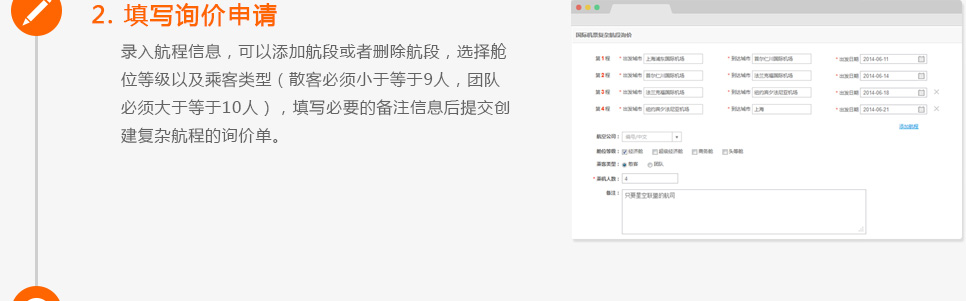 2. 填写询价申请
录入航程信息，可以添加航段或者删除航段，选择舱
位等级以及乘客类型（散客必须小于等于9人，团队
必须大于等于10人），填写必要的备注信息后提交创
建复杂航程的询价单。
国际机票复杂航段询价
第1程 * 出发城市 上海浦东国际机场 * 到达城市 首尔仁川国际机场 * 出发日期 2014-06-11
第2程 * 出发城市 首尔仁川国际机场 * 到达城市 法兰克福国际机场 * 出发日期 2014-06-14
第3程 * 出发城市 法兰克福国际机场 * 到达城市 纽约肯夕法尼亚机场 * 出发日期 2014-06-18
第4程 * 出发城市 纽约肯夕法尼亚机场 * 到达城市 上海 * 出发日期 2014-06-21
添加航程
航空公司： 编号/中文
舱位等级： 经济舱 超级经济舱 商务舱 头等舱
乘客类型： 散客 团队
* 乘机人数： 4
备注： 只要星空联盟的航司